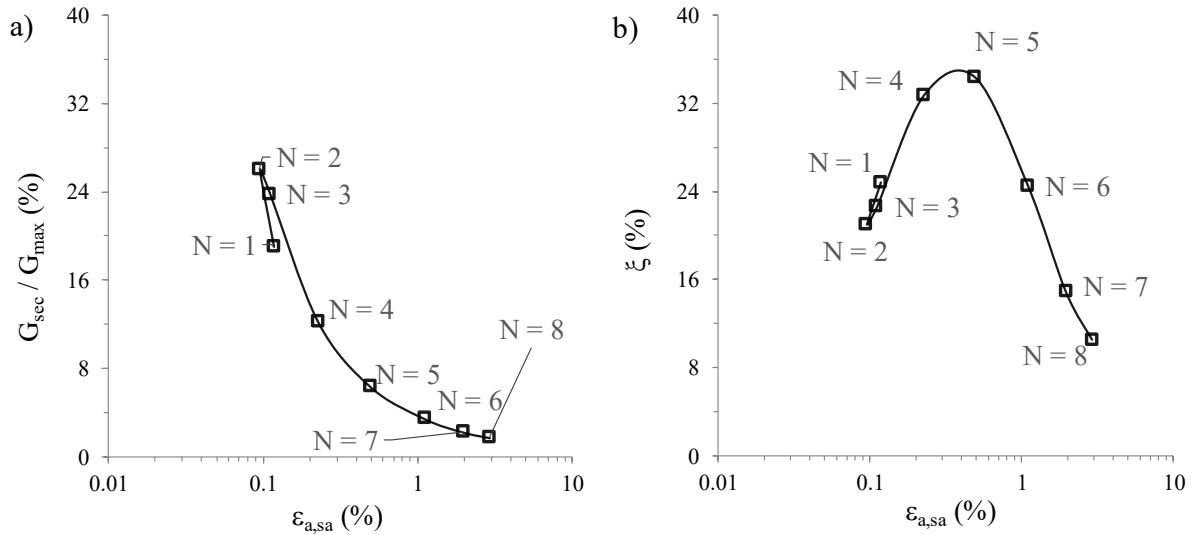 a)
40
32
24
16
8
0
G_sec / G_max (%)
N = 2
N = 3
N = 1
N = 4
N = 8
N = 5
N = 6
N = 7
0.01
0.1
1
10
ε_a,sa (%)
b)
40
32
24
16
8
0
ξ (%)
N = 5
N = 4
N = 1
N = 6
N = 3
N = 2
N = 7
N = 8
0.01
0.1
1
10
ε_a,sa (%)